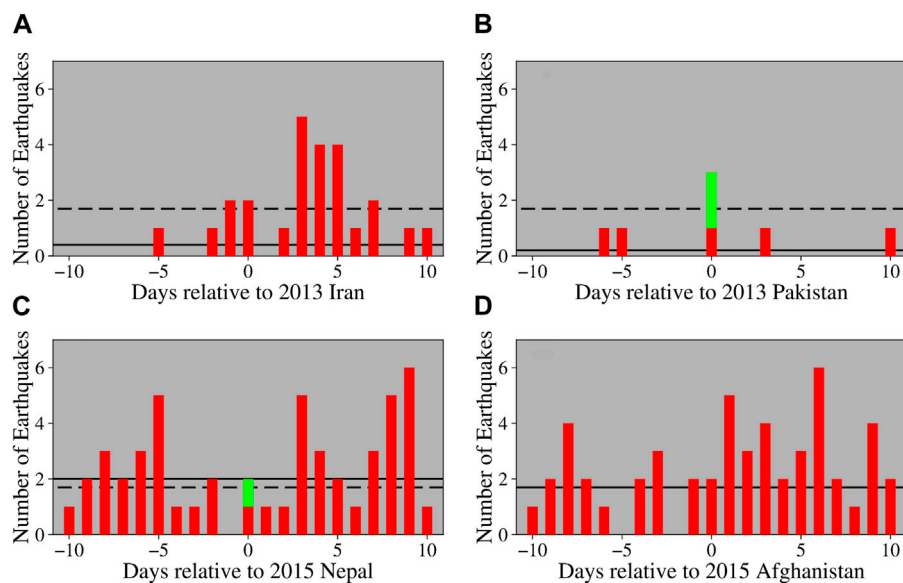 A
Number of Earthquakes
6
4
2
0
−10 −5 0 5 10
Days relative to 2013 Iran
B
Number of Earthquakes
6
4
2
0
−10 −5 0 5 10
Days relative to 2013 Pakistan
C
Number of Earthquakes
6
4
2
0
−10 −5 0 5 10
Days relative to 2015 Nepal
D
Number of Earthquakes
6
4
2
0
−10 −5 0 5 10
Days relative to 2015 Afghanistan